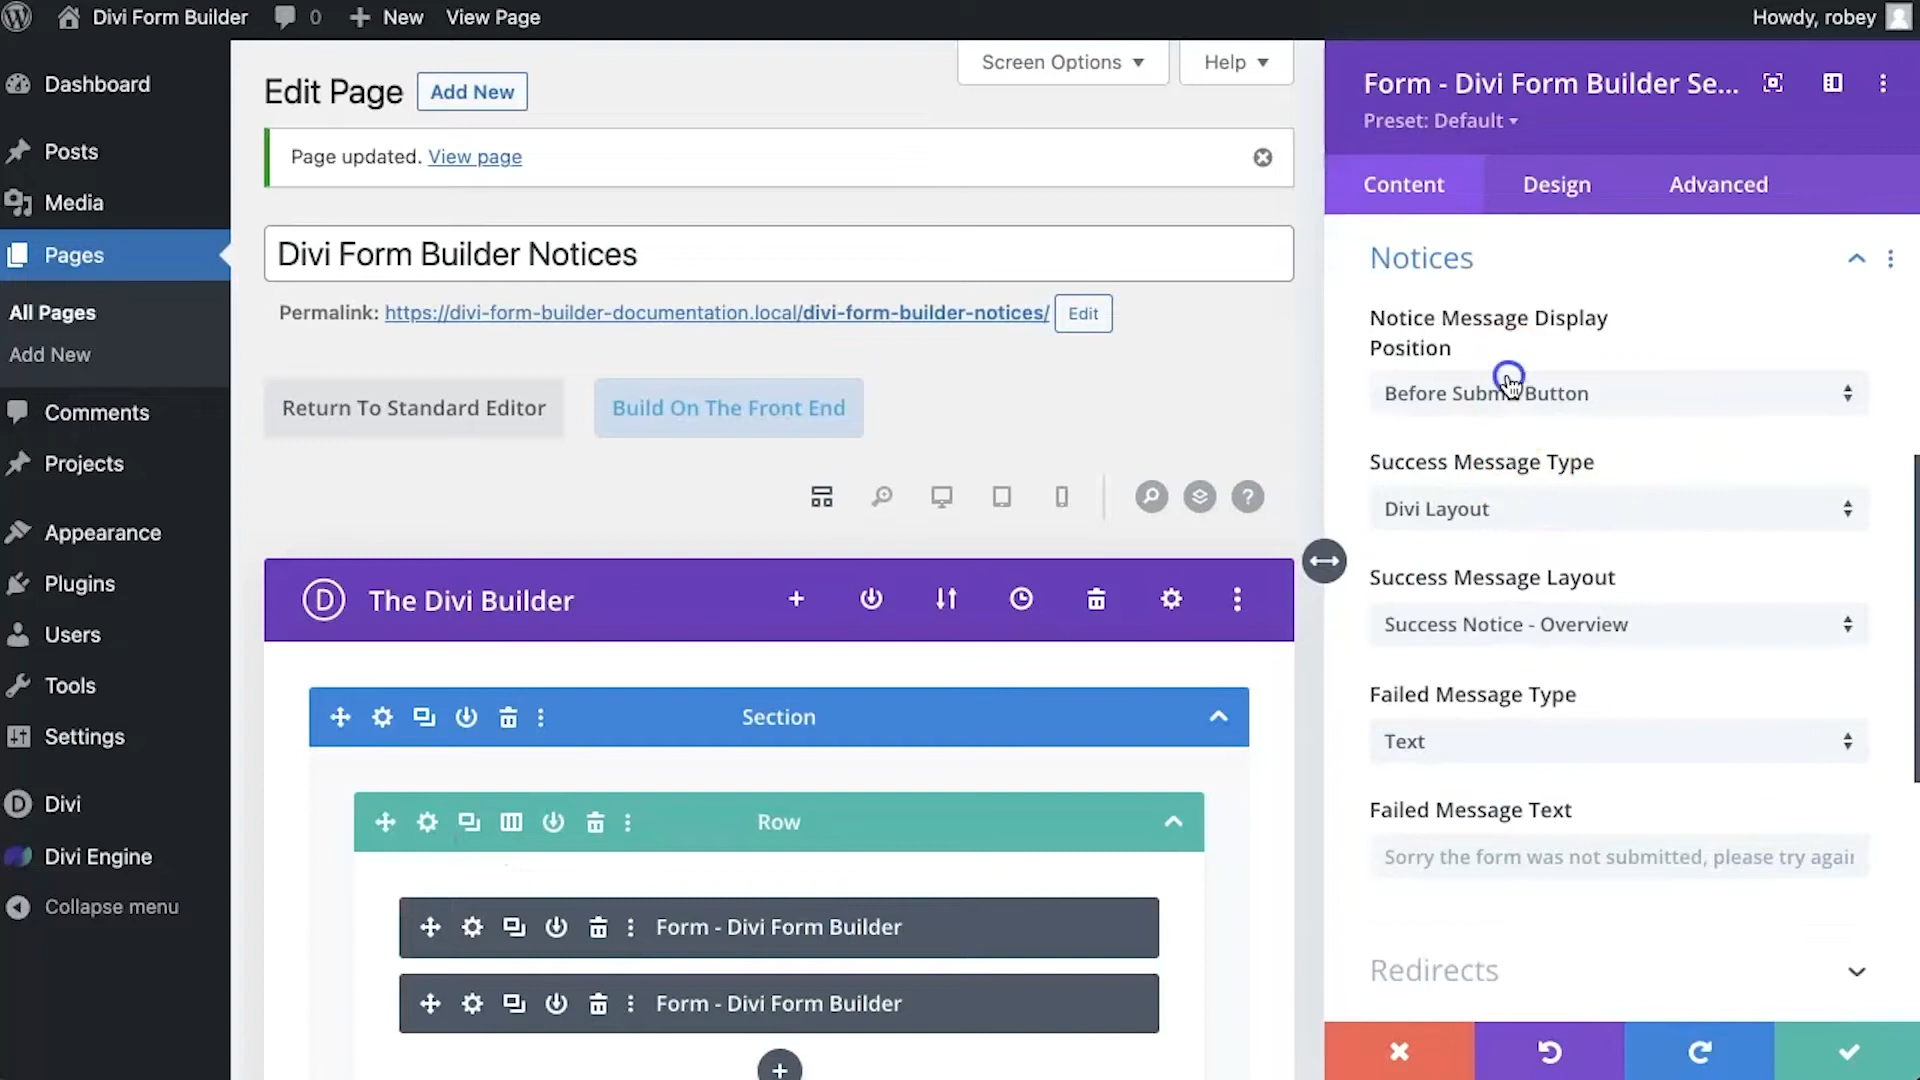 Divi Form Builder
0
New
View Page
Howdy, robey
Dashboard
Posts
Media
Pages
All Pages
Add New
Comments
Projects
Appearance
Plugins
Users
Tools
Settings
Divi
Divi Engine
Collapse menu
Screen Options
Help
Edit Page
Add New
Page updated. View page
Divi Form Builder Notices
Permalink: https://divi-form-builder-documentation.local/divi-form-builder-notices/
Edit
Return To Standard Editor
Build On The Front End
?
D
The Divi Builder
Section
Row
Form - Divi Form Builder
Form - Divi Form Builder
Form - Divi Form Builder Se...
Preset: Default
Content
Design
Advanced
Notices
Notice Message Display
Position
Before Submit Button
Success Message Type
Divi Layout
Success Message Layout
Success Notice - Overview
Failed Message Type
Text
Failed Message Text
Sorry the form was not submitted, please try again
Redirects